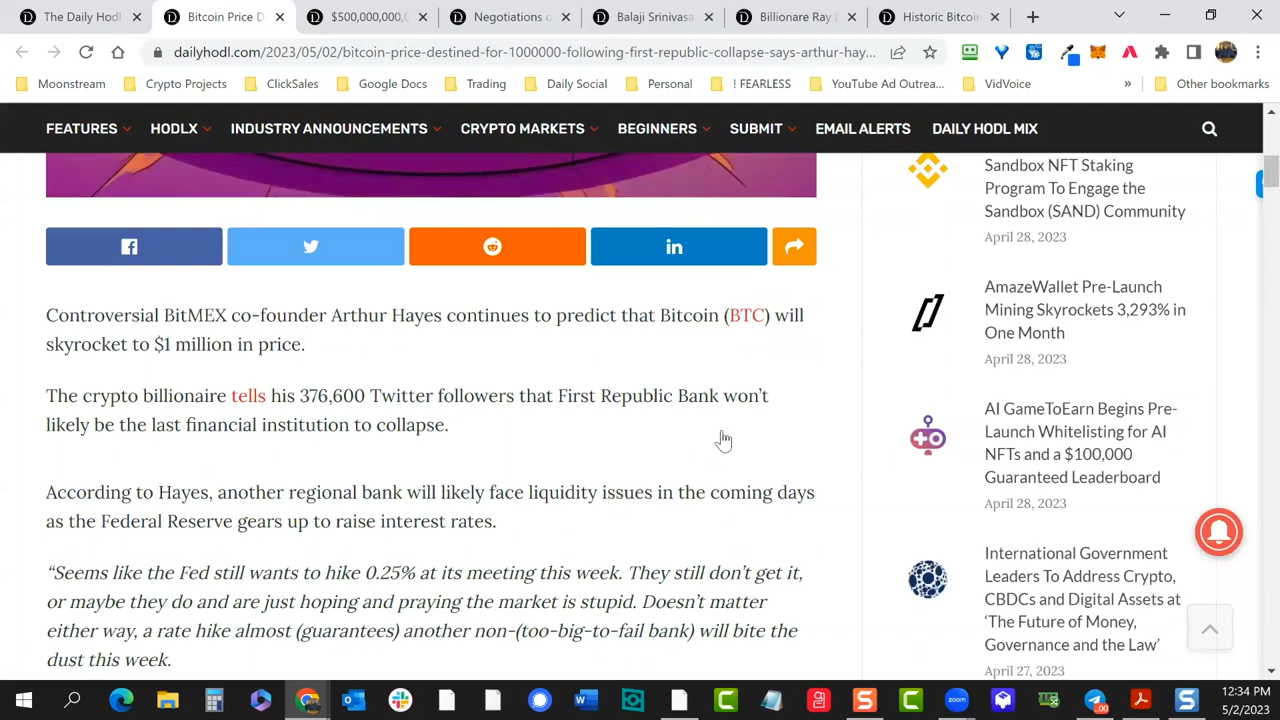 The Daily Hodl
Bitcoin Price D
$500,000,000,
Negotiations o
Balaji Srinivasa
Billionare Ray
Historic Bitcoin
dailyhodl.com/2023/05/02/bitcoin-price-destined-for-1000000-following-first-republic-collapse-says-arthur-hay...
Moonstream
Crypto Projects
ClickSales
Google Docs
Trading
Daily Social
Personal
! FEARLESS
YouTube Ad Outrea...
VidVoice
»
Other bookmarks
FEATURES
HODLX
INDUSTRY ANNOUNCEMENTS
CRYPTO MARKETS
BEGINNERS
SUBMIT
EMAIL ALERTS
DAILY HODL MIX
Controversial BitMEX co-founder Arthur Hayes continues to predict that Bitcoin (BTC) will
skyrocket to $1 million in price.
The crypto billionaire tells his 376,600 Twitter followers that First Republic Bank won't
likely be the last financial institution to collapse.
According to Hayes, another regional bank will likely face liquidity issues in the coming days
as the Federal Reserve gears up to raise interest rates.
“Seems like the Fed still wants to hike 0.25% at its meeting this week. They still don't get it,
or maybe they do and are just hoping and praying the market is stupid. Doesn't matter
either way, a rate hike almost (guarantees) another non-(too-big-to-fail bank) will bite the
dust this week.
Sandbox NFT Staking
Program To Engage the
Sandbox (SAND) Community
April 28, 2023
AmazeWallet Pre-Launch
Mining Skyrockets 3,293% in
One Month
April 28, 2023
AI GameToEarn Begins Pre-
Launch Whitelisting for AI
NFTs and a $100,000
Guaranteed Leaderboard
April 28, 2023
International Government
Leaders To Address Crypto,
CBDCs and Digital Assets at
‘The Future of Money,
Governance and the Law’
April 27, 2023
12:34 PM
5/2/2023